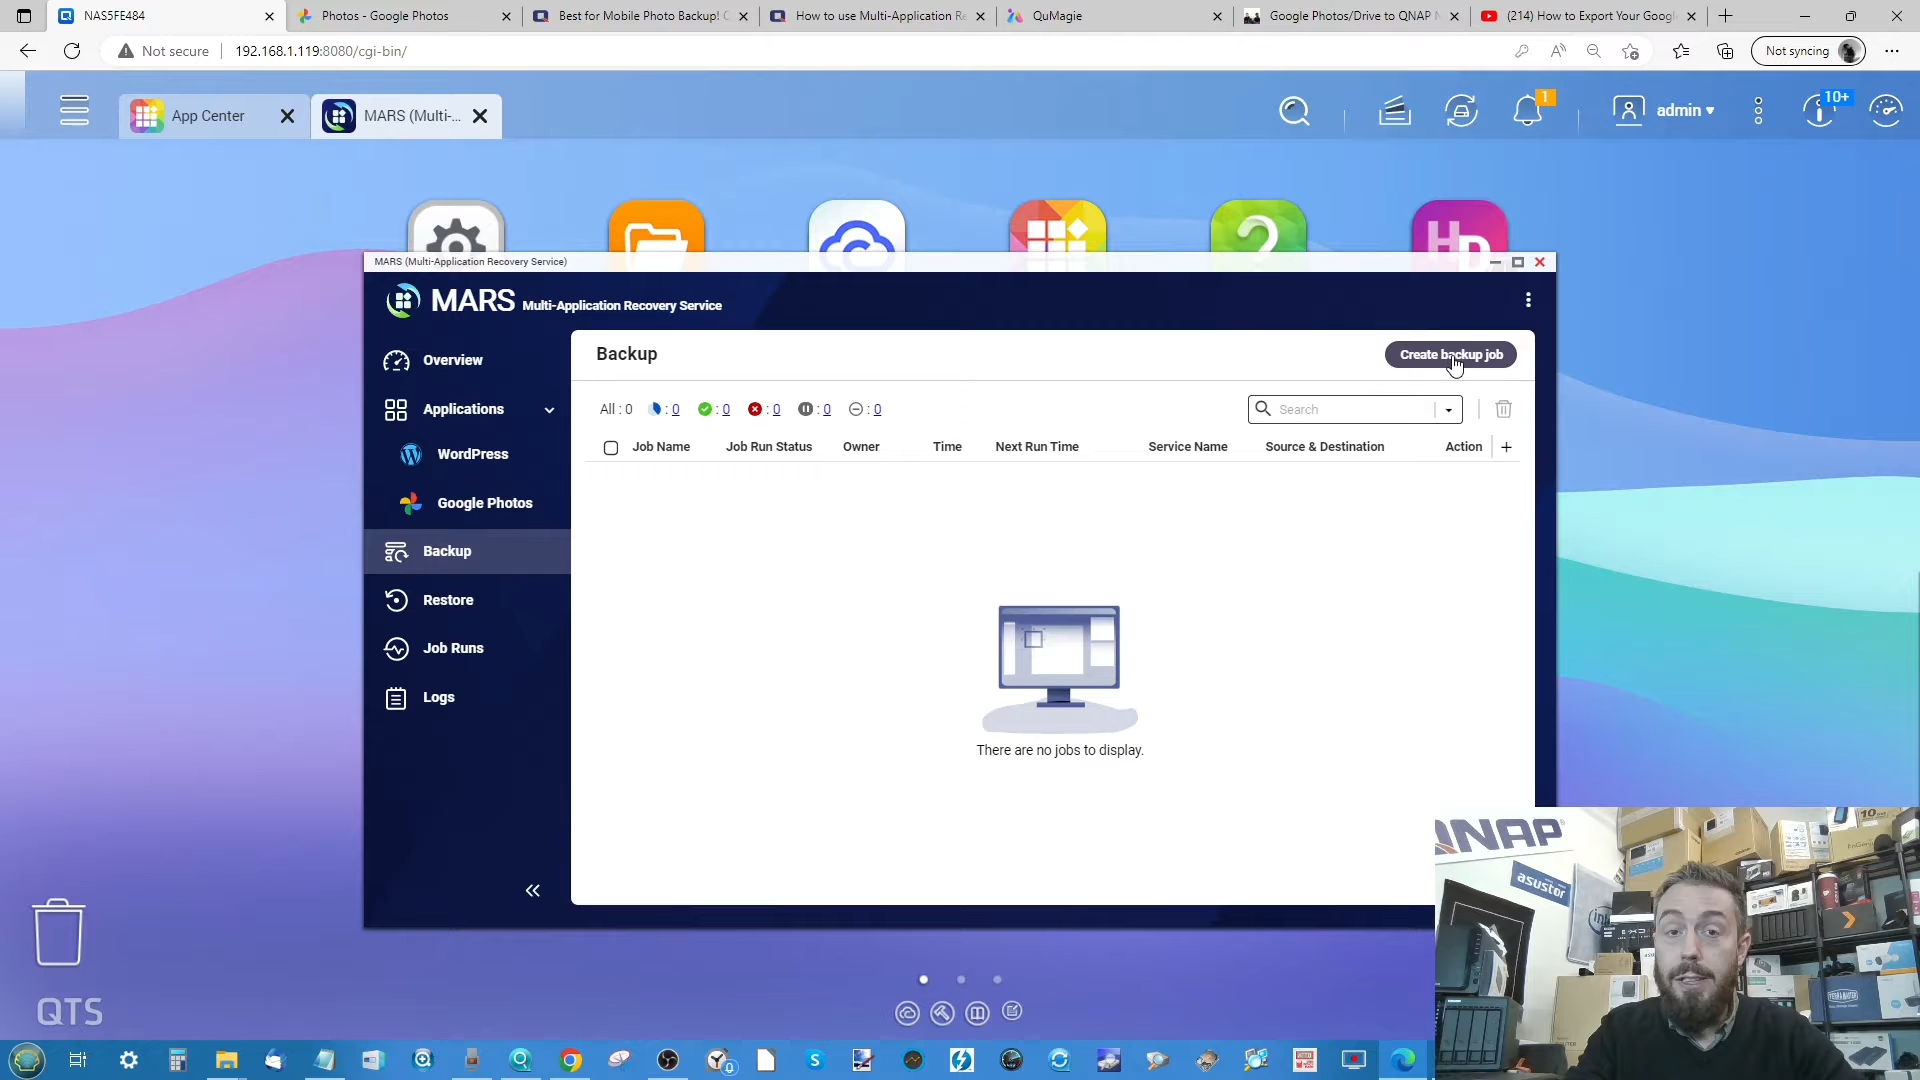 NAS5FE484
Photos - Google Photos
Best for Mobile Photo Backup! C
How to use Multi-Application Re
QuMagie
Google Photos/Drive to QNAP N
(214) How to Export Your Googl
Not secure
192.168.1.119:8080/cgi-bin/
Not syncing
App Center
MARS (Multi-...
1
admin
10+
MARS (Multi-Application Recovery Service)
HD
MARS Multi-Application Recovery Service
Overview
Applications
WordPress
Google Photos
Backup
Restore
Job Runs
Logs
Backup
Create backup job
All : 0
: 0
: 0
: 0
: 0
: 0
Search
Job Name
Job Run Status
Owner
Time
Next Run Time
Service Name
Source & Destination
Action
There are no jobs to display.
QTS
QNAP
asustor
intel
10